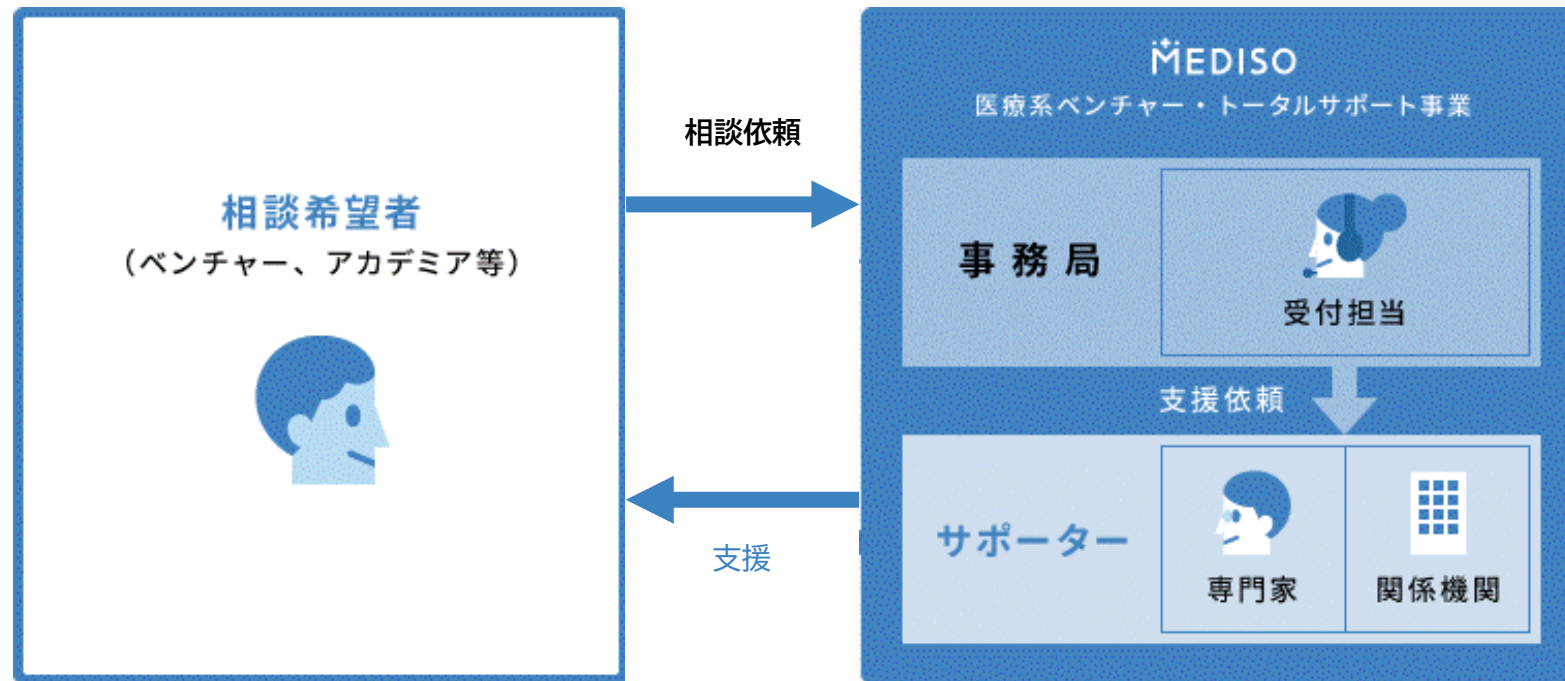 相談希望者
（ベンチャー、アカデミア等）
相談依頼
支援
MEDISO
医療系ベンチャー・トータルサポート事業
事務局
受付担当
支援依頼
サポーター
専門家
関係機関